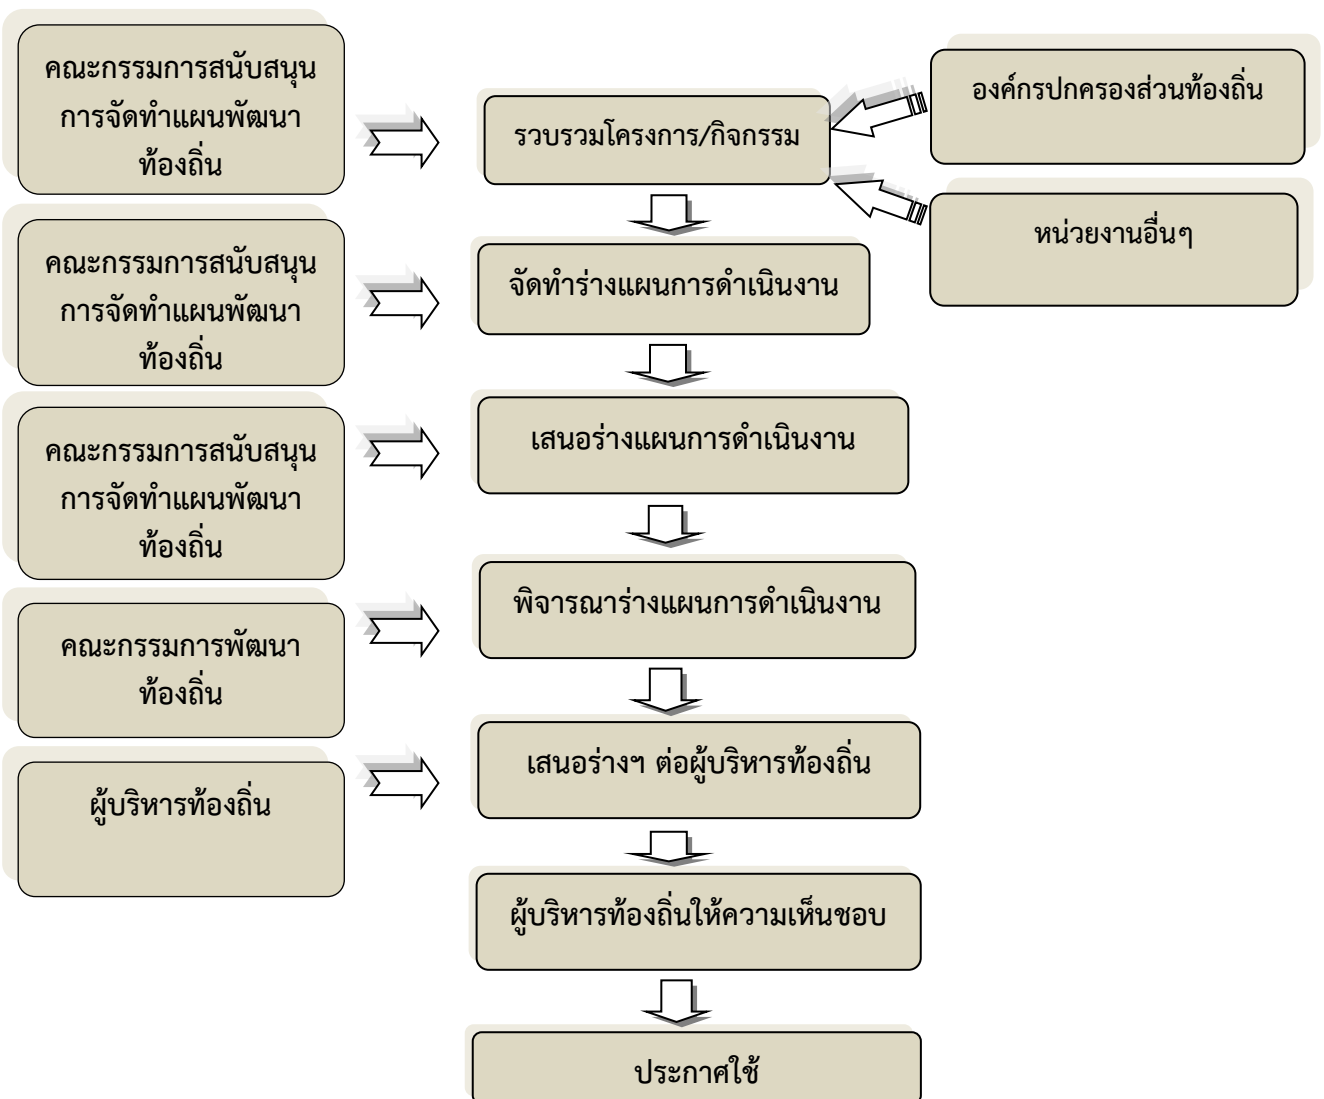 คณะกรรมการสนับสนุน
การจัดทำแผนพัฒนา
ท้องถิ่น
รวบรวมโครงการ/กิจกรรม
องค์กรปกครองส่วนท้องถิ่น
หน่วยงานอื่นๆ
คณะกรรมการสนับสนุน
การจัดทำแผนพัฒนา
ท้องถิ่น
จัดทำร่างแผนการดำเนินงาน
คณะกรรมการสนับสนุน
การจัดทำแผนพัฒนา
ท้องถิ่น
เสนอร่างแผนการดำเนินงาน
คณะกรรมการพัฒนา
ท้องถิ่น
พิจารณาร่างแผนการดำเนินงาน
ผู้บริหารท้องถิ่น
เสนอร่างฯ ต่อผู้บริหารท้องถิ่น
ผู้บริหารท้องถิ่นให้ความเห็นชอบ
ประกาศใช้